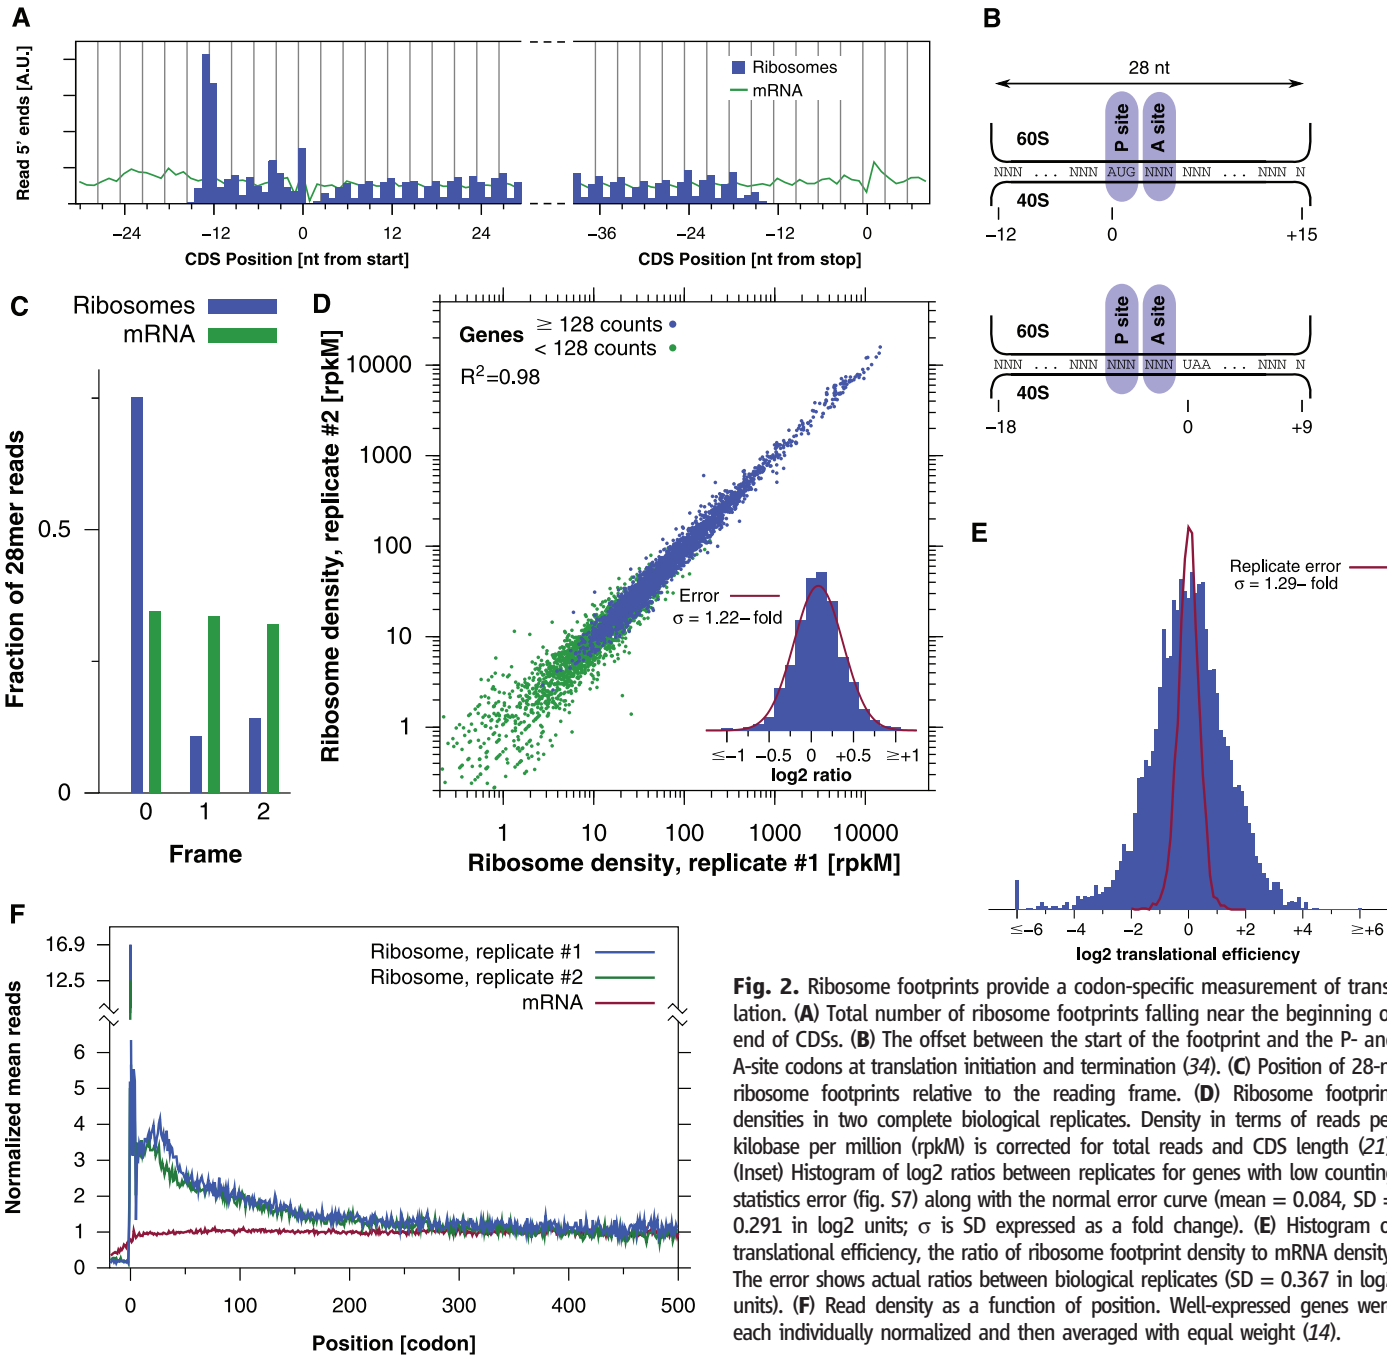 A
Read 5' ends [A.U.]
Ribosomes
mRNA
−24 −12 0 12 24
CDS Position [nt from start]
−36 −24 −12 0
CDS Position [nt from stop]
B
28 nt
P site
A site
60S
NNN ... NNN AUG NNN NNN ... NNN N
40S
−12 0 +15
P site
A site
60S
NNN ... NNN NNN NNN UAA ... NNN N
40S
−18 0 +9
C
Ribosomes
mRNA
Fraction of 28mer reads
0.5
0
0 1 2
Frame
D
Ribosome density, replicate #2 [rpkM]
Genes ≥ 128 counts
< 128 counts
R²=0.98
10000
1000
100
10
1
Error
σ = 1.22−fold
≤−1 −0.5 0 +0.5 ≥+1
log2 ratio
1 10 100 1000 10000
Ribosome density, replicate #1 [rpkM]
E
Replicate error
σ = 1.29−fold
≤−6 −4 −2 0 +2 +4 ≥+6
log2 translational efficiency
F
Normalized mean reads
16.9
12.5
6
5
4
3
2
1
0
Ribosome, replicate #1
Ribosome, replicate #2
mRNA
0 100 200 300 400 500
Position [codon]
Fig. 2. Ribosome footprints provide a codon-specific measurement of trans
lation. (A) Total number of ribosome footprints falling near the beginning o
end of CDSs. (B) The offset between the start of the footprint and the P- an
A-site codons at translation initiation and termination (34). (C) Position of 28-n
ribosome footprints relative to the reading frame. (D) Ribosome footprin
densities in two complete biological replicates. Density in terms of reads pe
kilobase per million (rpkM) is corrected for total reads and CDS length (21)
(Inset) Histogram of log2 ratios between replicates for genes with low counting
statistics error (fig. S7) along with the normal error curve (mean = 0.084, SD =
0.291 in log2 units; σ is SD expressed as a fold change). (E) Histogram o
translational efficiency, the ratio of ribosome footprint density to mRNA density
The error shows actual ratios between biological replicates (SD = 0.367 in log
units). (F) Read density as a function of position. Well-expressed genes wer
each individually normalized and then averaged with equal weight (14).